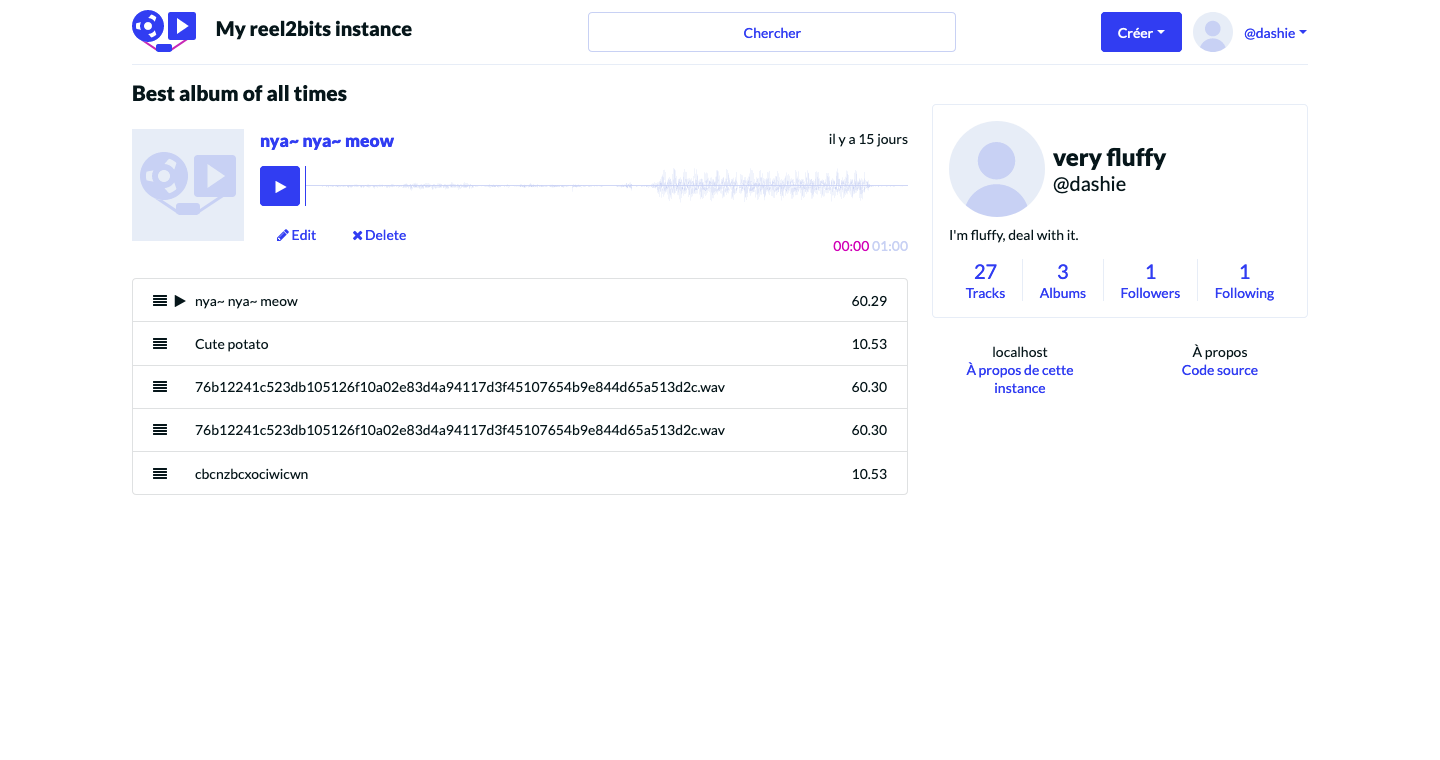 My reel2bits instance
Chercher
Créer
@dashie
Best album of all times
nya~ nya~ meow
il y a 15 jours
Edit
Delete
00:00 01:00
nya~ nya~ meow 60.29
Cute potato 10.53
76b12241c523db105126f10a02e83d4a94117d3f45107654b9e844d65a513d2c.wav 60.30
76b12241c523db105126f10a02e83d4a94117d3f45107654b9e844d65a513d2c.wav 60.30
cbcnzbcxociwicwn 10.53
very fluffy
@dashie
I'm fluffy, deal with it.
27 3 1 1
Tracks Albums Followers Following
localhost
À propos de cette
instance
À propos
Code source